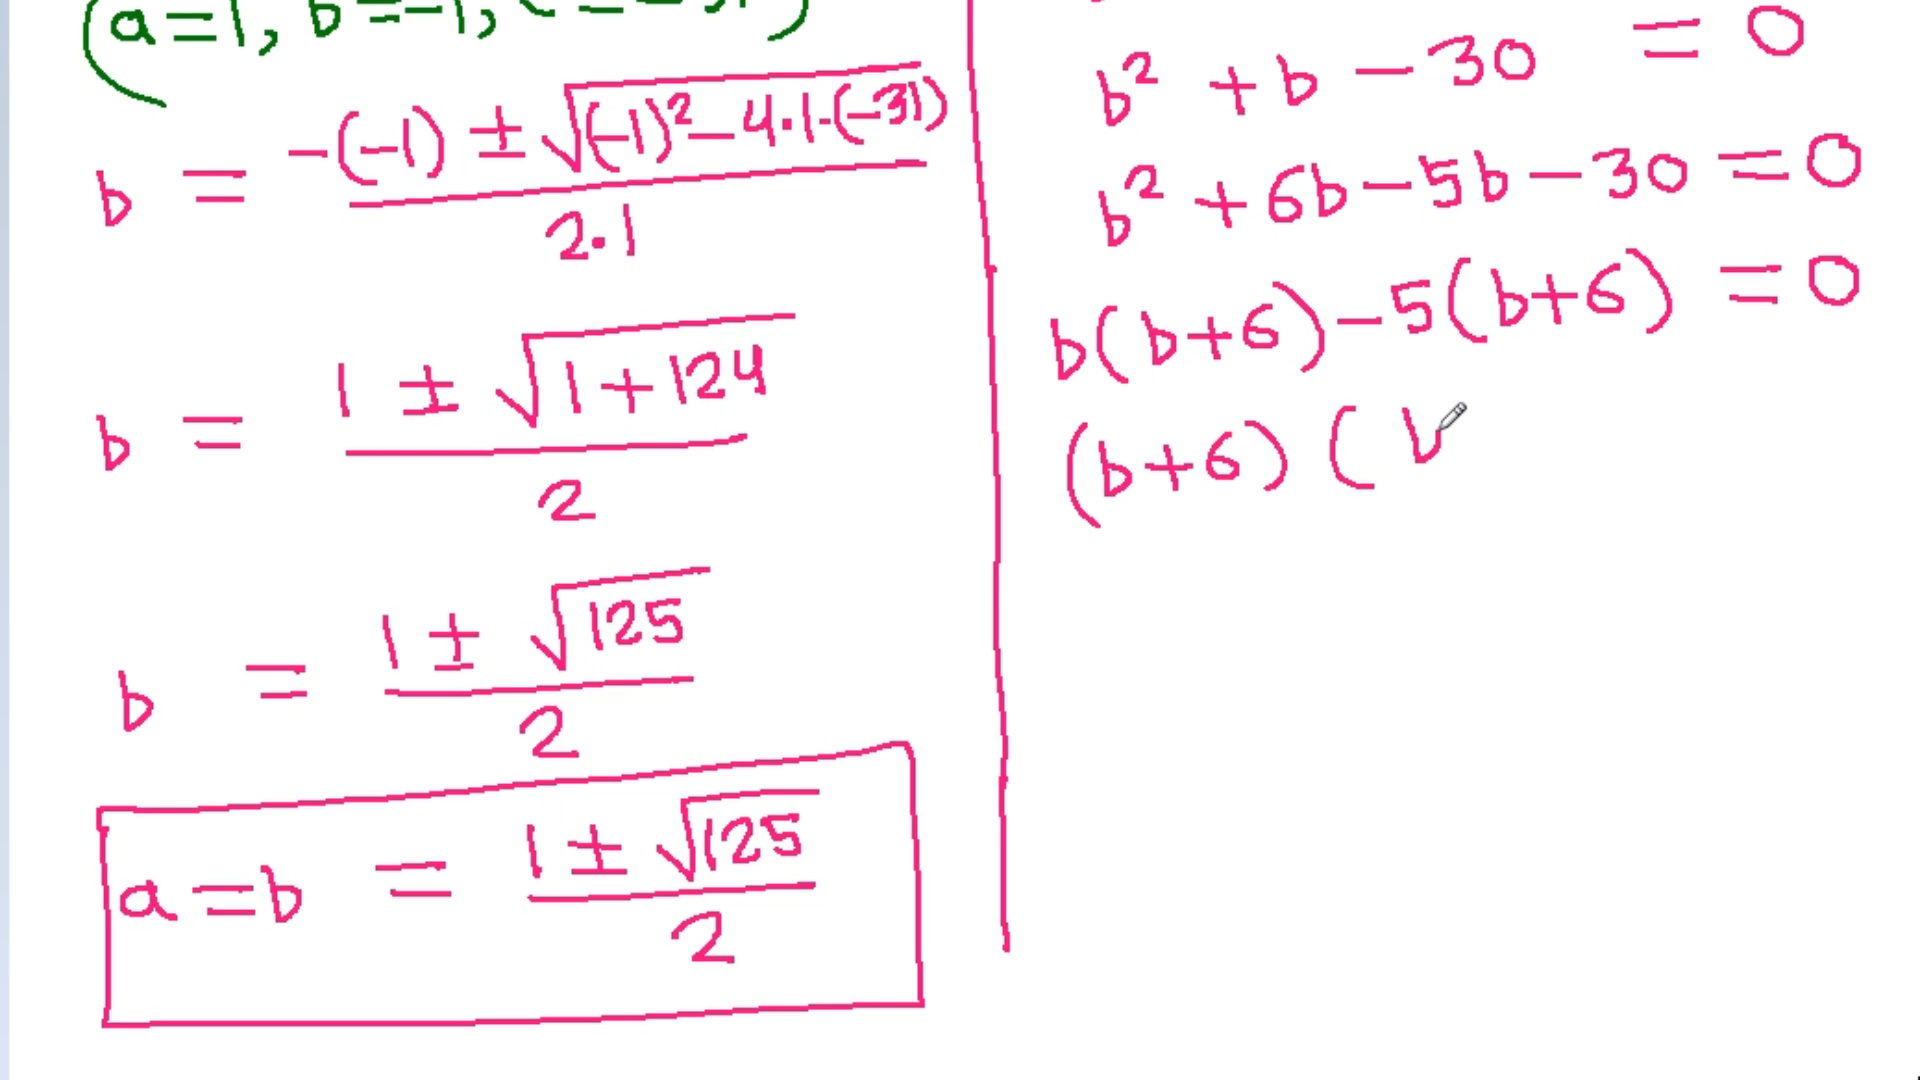 (a=1, b=-1,
b = -(-1) ± √(-1)² - 4·1·(-31) / 2·1
b = 1 ± √1+124 / 2
b = 1 ± √125 / 2
a=b = 1 ± √125 / 2
b² + b - 30 = 0
b² + 6b - 5b - 30 = 0
b(b+6) - 5(b+6) = 0
(b+6) ( b